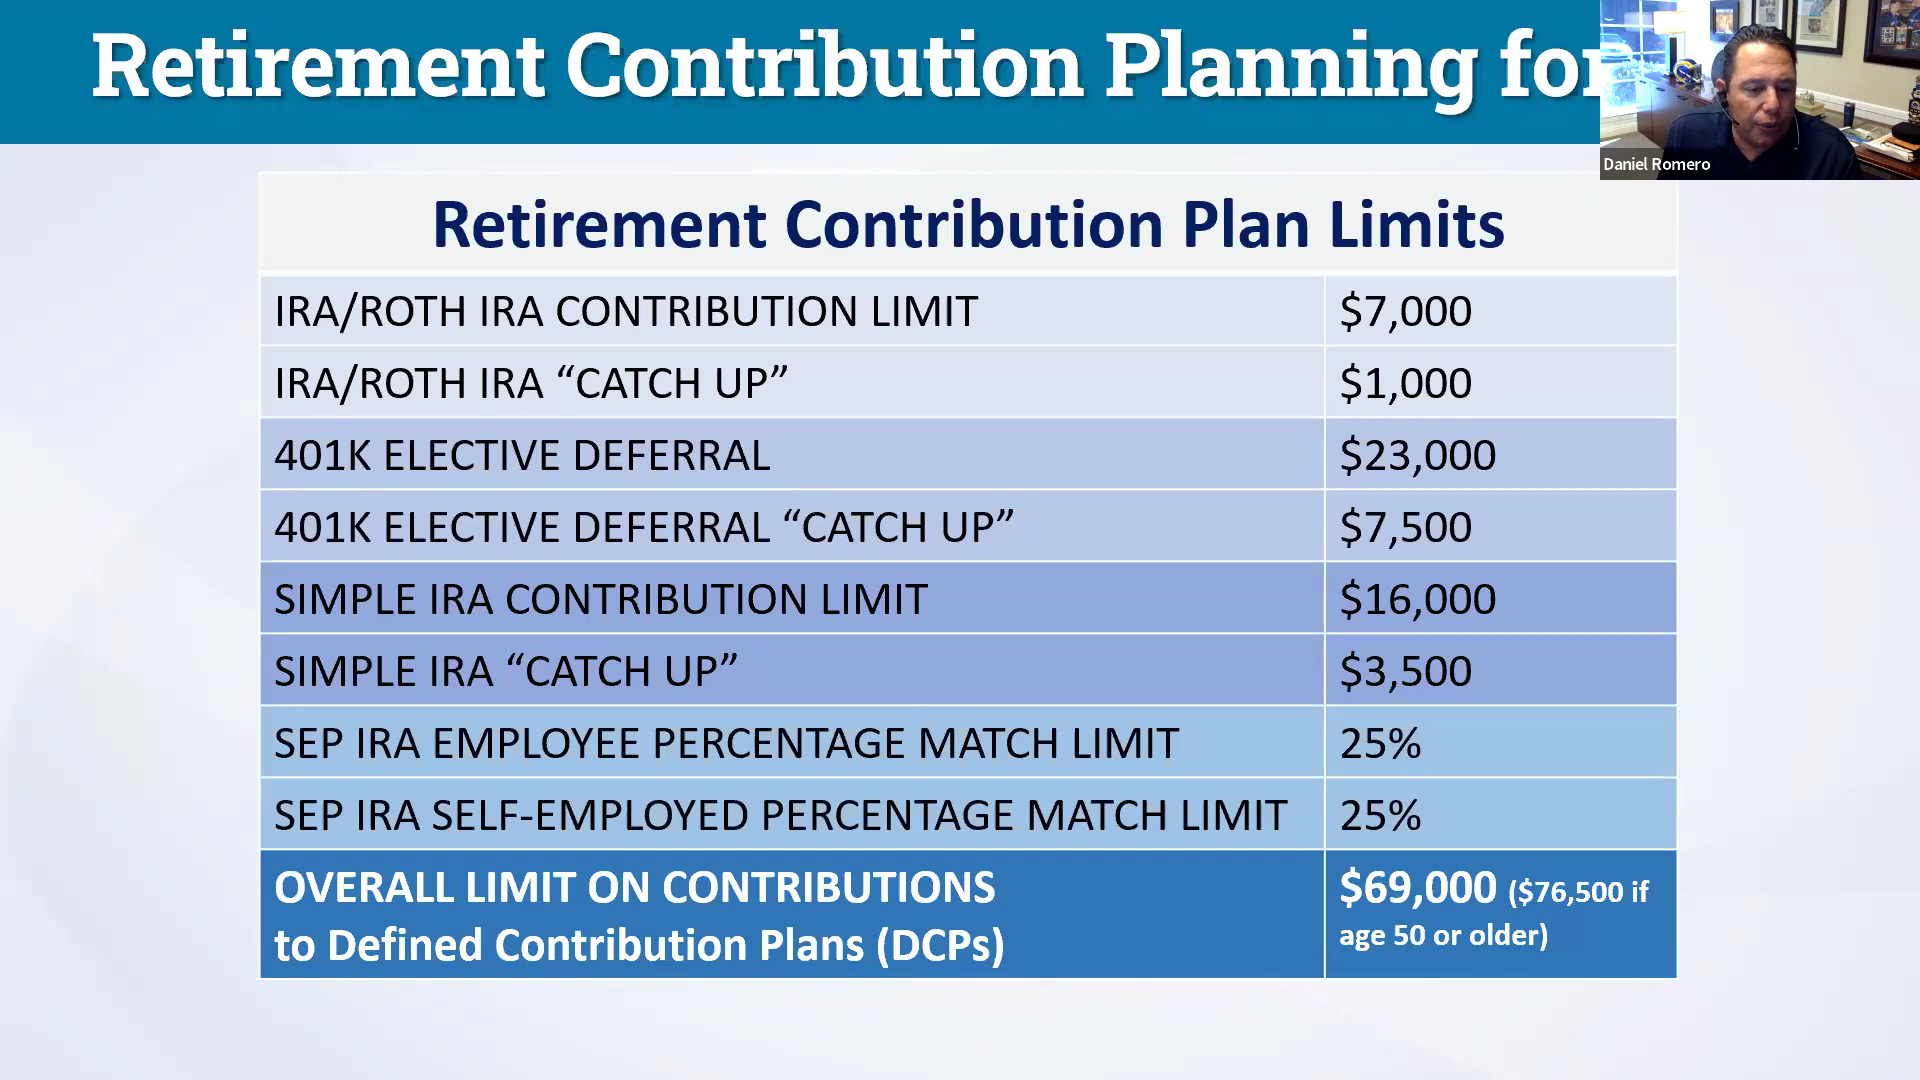 Retirement Contribution Planning for
Daniel Romero
Retirement Contribution Plan Limits
IRA/ROTH IRA CONTRIBUTION LIMIT $7,000
IRA/ROTH IRA “CATCH UP” $1,000
401K ELECTIVE DEFERRAL $23,000
401K ELECTIVE DEFERRAL “CATCH UP” $7,500
SIMPLE IRA CONTRIBUTION LIMIT $16,000
SIMPLE IRA “CATCH UP” $3,500
SEP IRA EMPLOYEE PERCENTAGE MATCH LIMIT 25%
SEP IRA SELF-EMPLOYED PERCENTAGE MATCH LIMIT 25%
OVERALL LIMIT ON CONTRIBUTIONS
to Defined Contribution Plans (DCPs)
$69,000 ($76,500 if
age 50 or older)